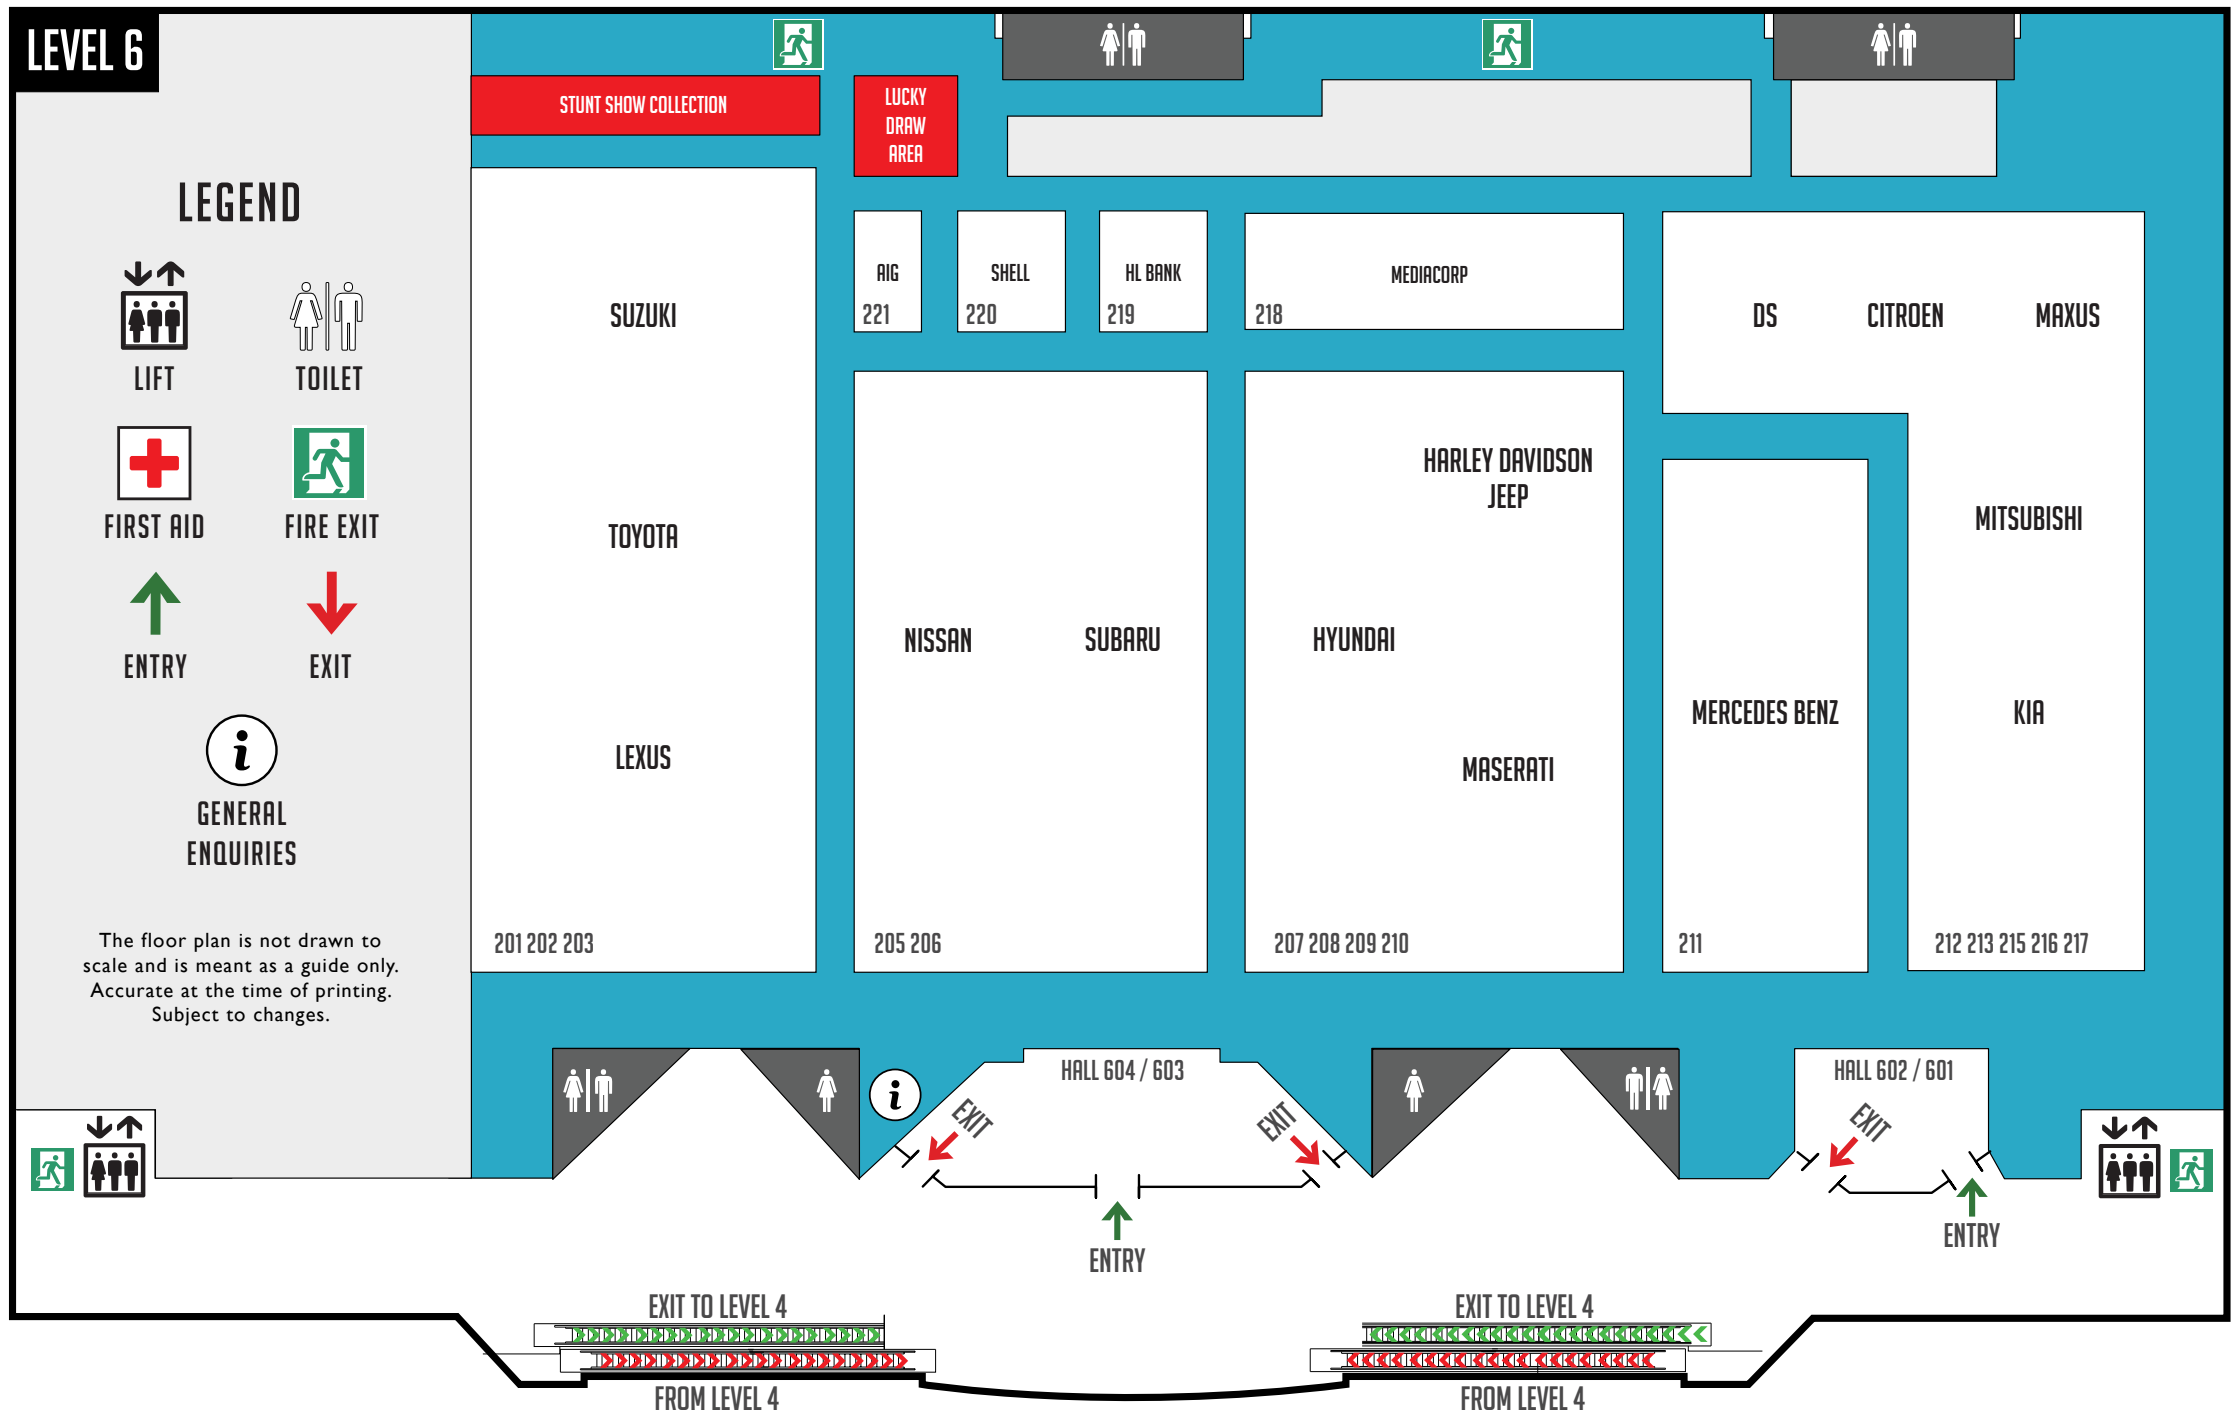 LEVEL 6
LEGEND
LIFT
TOILET
FIRST AID
FIRE EXIT
ENTRY
EXIT
i
GENERAL
ENQUIRIES
The floor plan is not drawn to
scale and is meant as a guide only.
Accurate at the time of printing.
Subject to changes.
STUNT SHOW COLLECTION
LUCKY
DRAW
AREA
SUZUKI
TOYOTA
LEXUS
201 202 203
AIG
221
SHELL
220
HL BANK
219
MEDIACORP
218
NISSAN
SUBARU
205 206
HARLEY DAVIDSON
JEEP
HYUNDAI
MASERATI
207 208 209 210
DS
CITROEN
MAXUS
MITSUBISHI
KIA
212 213 215 216 217
MERCEDES BENZ
211
i
HALL 604 / 603
EXIT
EXIT
ENTRY
HALL 602 / 601
EXIT
ENTRY
EXIT TO LEVEL 4
FROM LEVEL 4
EXIT TO LEVEL 4
FROM LEVEL 4